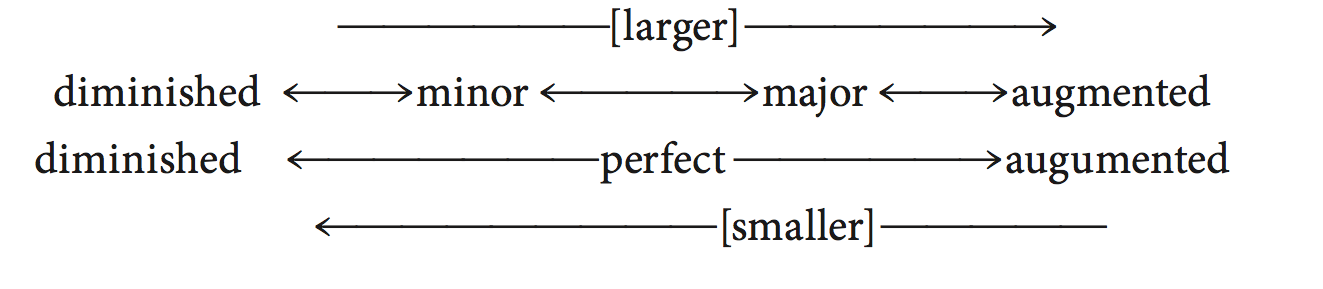 [larger]
diminished minor major augmented
diminished perfect augumented
[smaller]